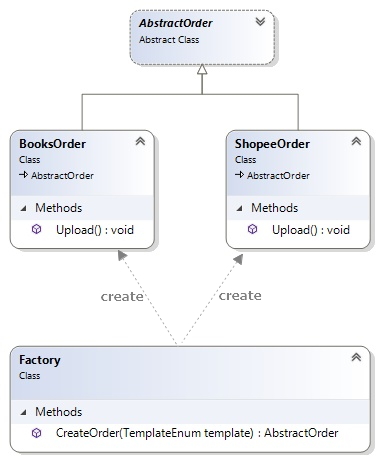 AbstractOrder
Abstract Class
BooksOrder
Class
AbstractOrder
Methods
Upload() : void
ShopeeOrder
Class
AbstractOrder
Methods
Upload() : void
create
create
Factory
Class
Methods
CreateOrder(TemplateEnum template) : AbstractOrder